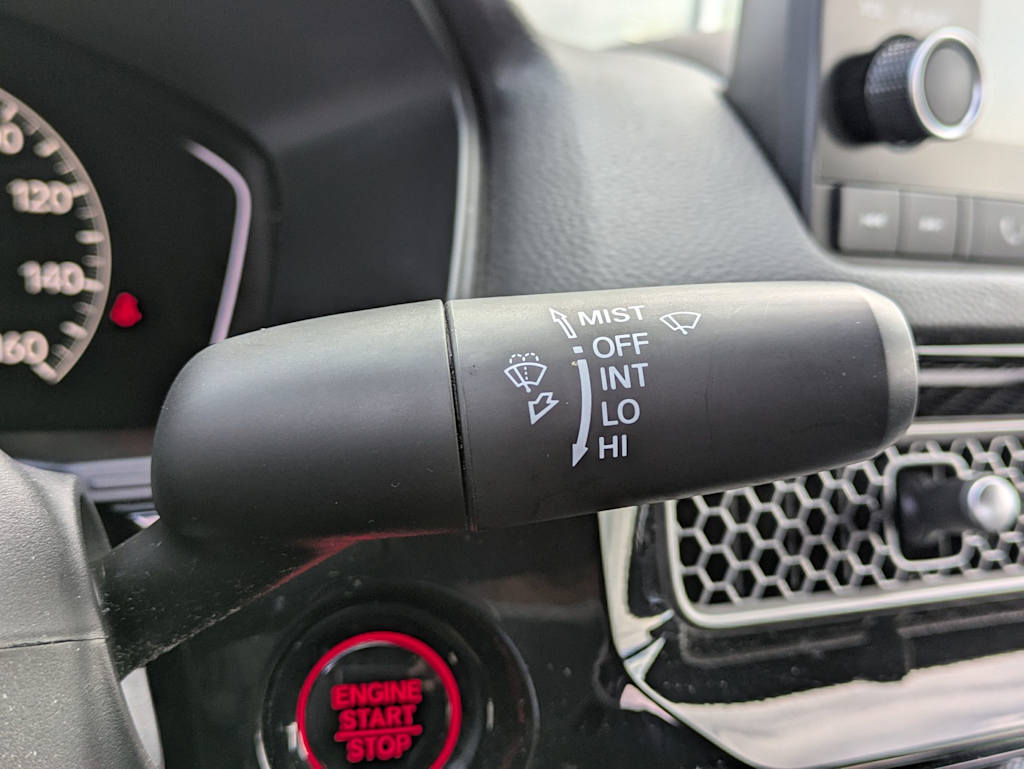 120
140
160
MIST
OFF
INT
LO
HI
ENGINE
START
STOP